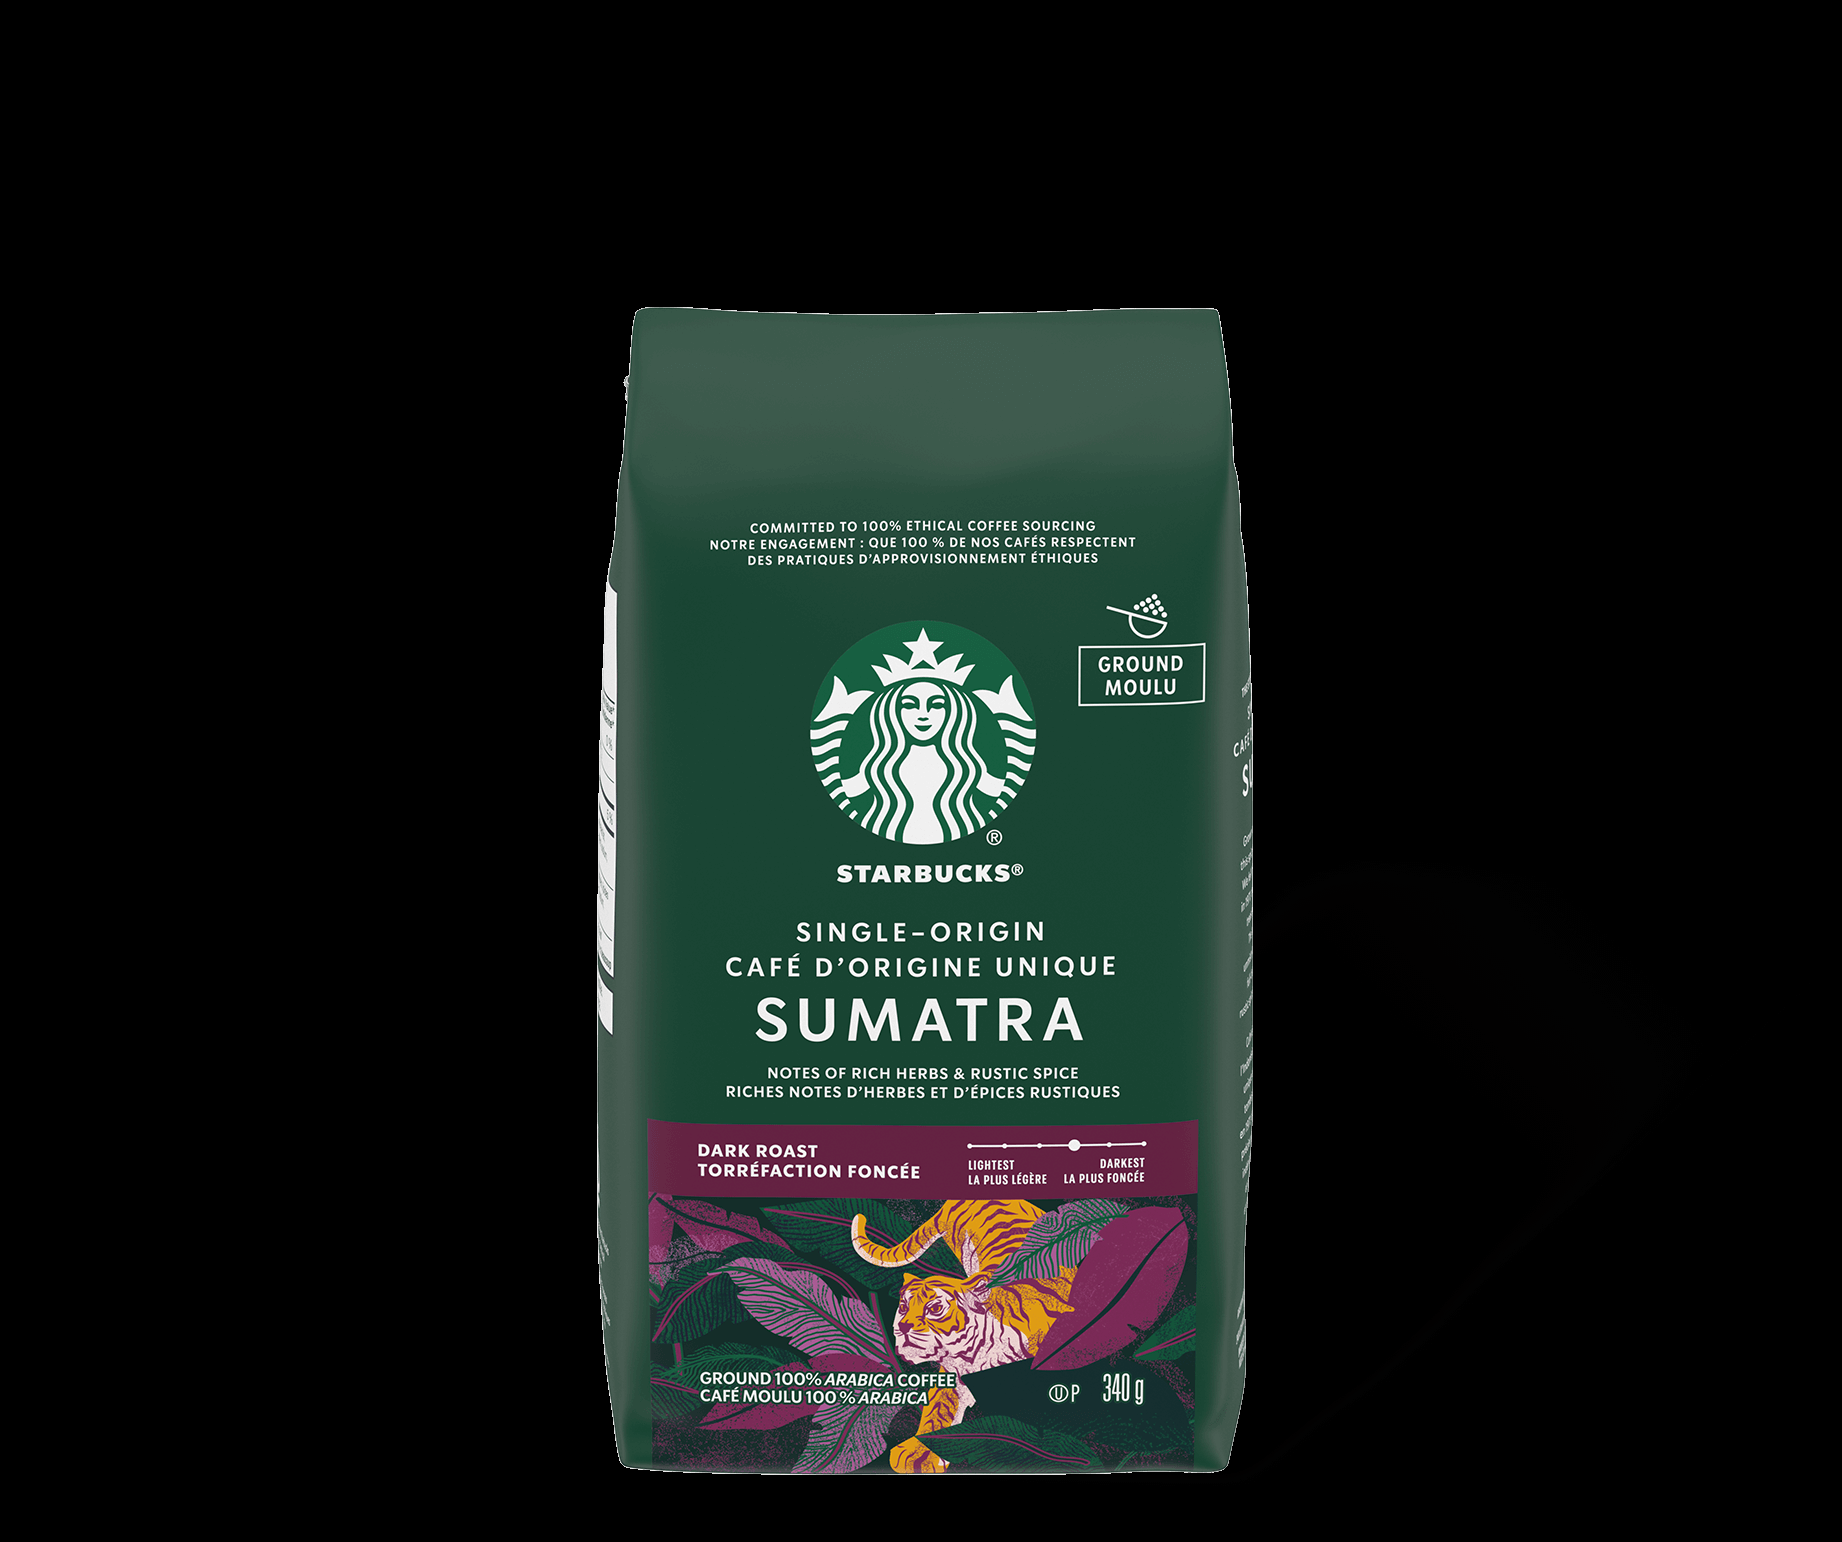 COMMITTED TO 100% ETHICAL COFFEE SOURCING
NOTRE ENGAGEMENT : QUE 100 % DE NOS CAFÉS RESPECTENT
DES PRATIQUES D'APPROVISIONNEMENT ÉTHIQUES
GROUND
MOULU
®
STARBUCKS®
SINGLE-ORIGIN
CAFÉ D'ORIGINE UNIQUE
SUMATRA
NOTES OF RICH HERBS & RUSTIC SPICE
RICHES NOTES D'HERBES ET D'ÉPICES RUSTIQUES
DARK ROAST
TORRÉFACTION FONCÉE
LIGHTEST
LA PLUS LÉGÈRE
DARKEST
LA PLUS FONCÉE
GROUND 100% ARABICA COFFEE
CAFÉ MOULU 100 % ARABICA
U P
340 g